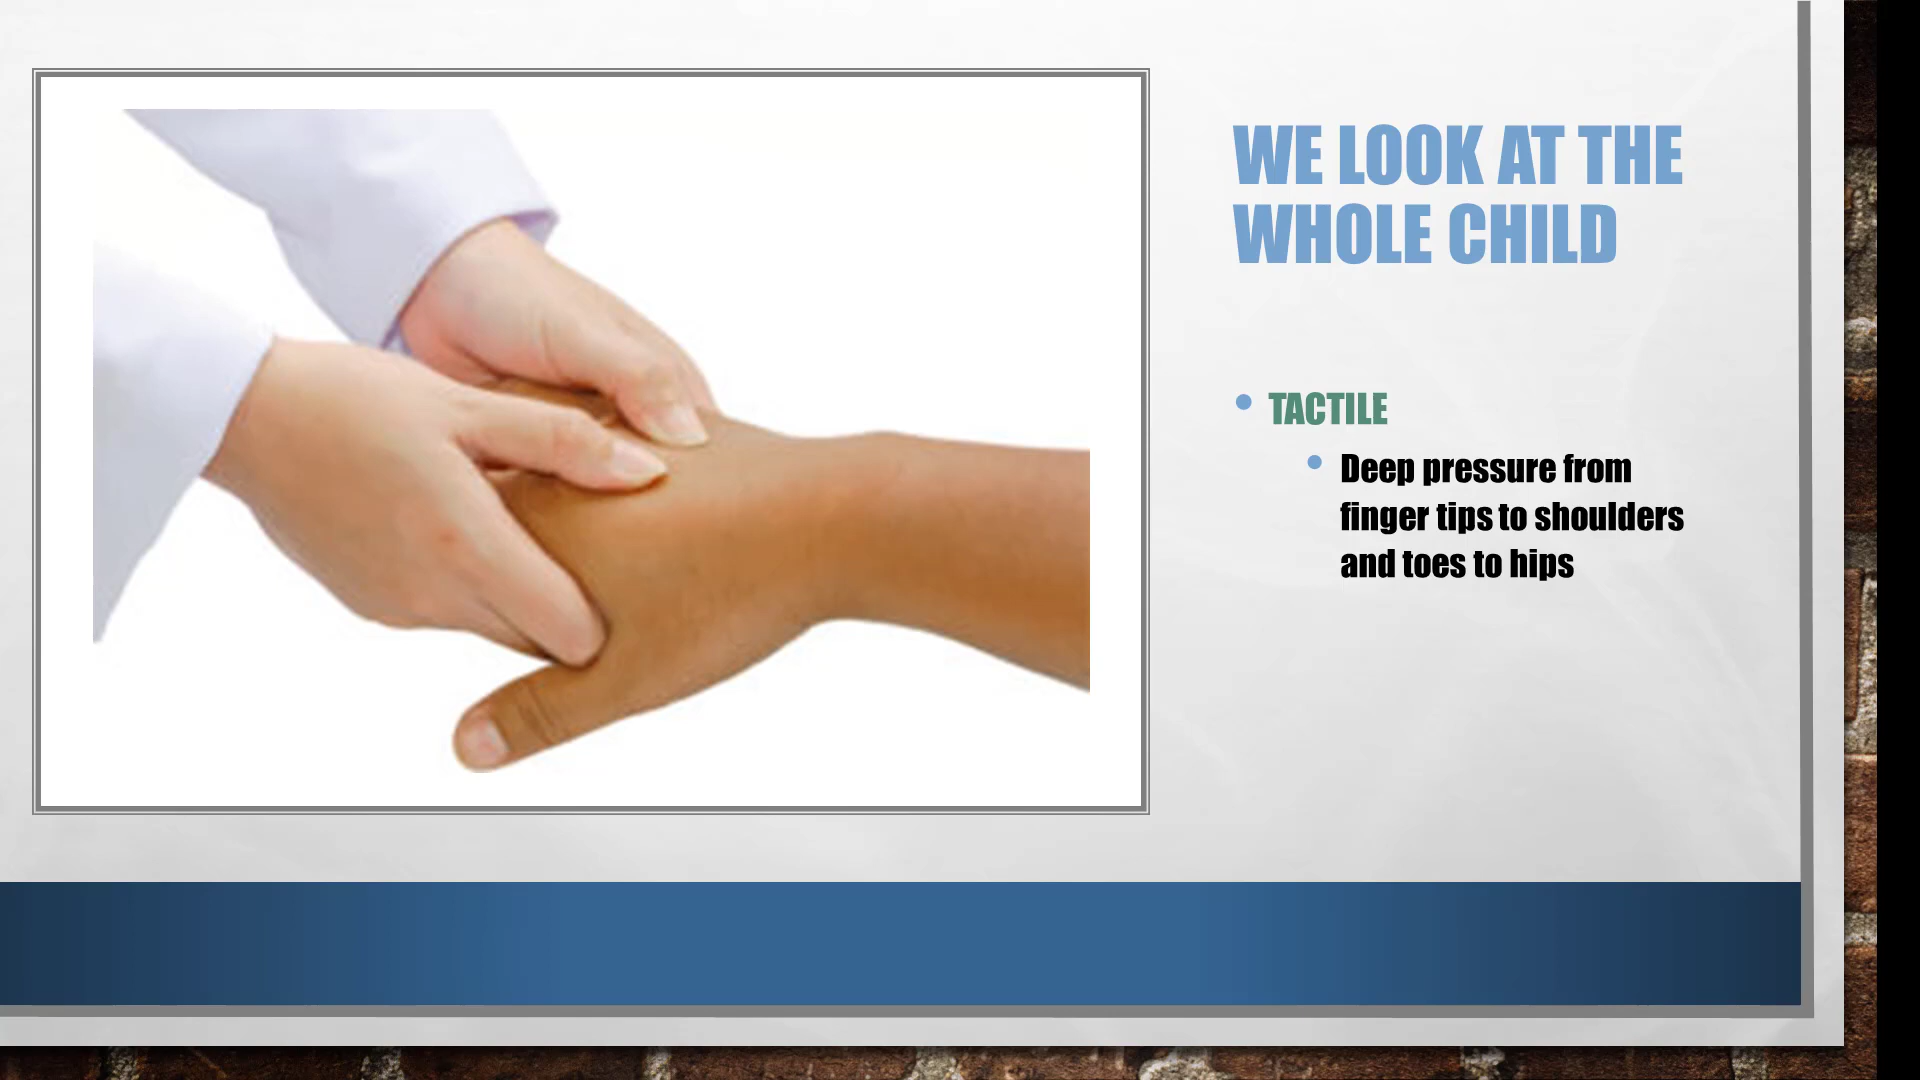 WE LOOK AT THE
WHOLE CHILD
• TACTILE
• Deep pressure from
finger tips to shoulders
and toes to hips